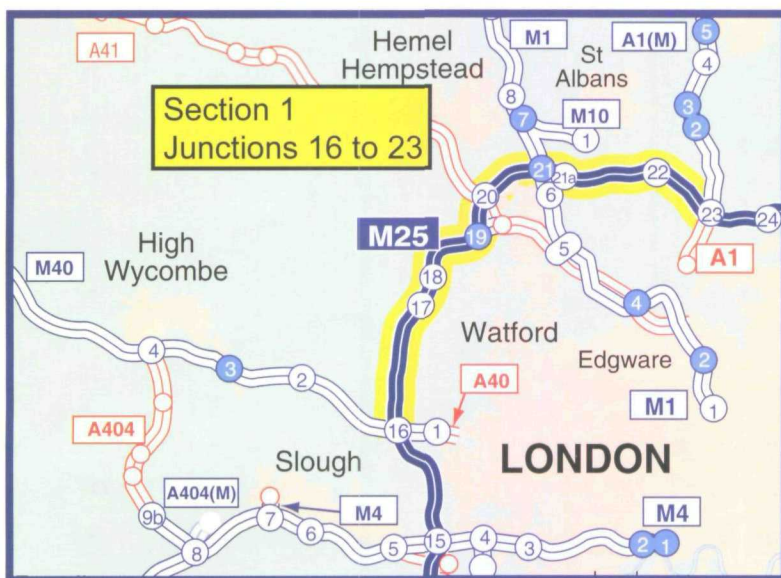 A41
Hemel
Hempstead
M1
St
Albans
A1(M)
5
4
3
2
8
7
M10
1
Section 1
Junctions 16 to 23
21
21a
22
6
20
23
24
M25
19
A1
High
Wycombe
M40
18
17
5
4
Watford
Edgware
2
M1
1
4
3
2
A40
16
1
A404
Slough
LONDON
A404(M)
M4
M4
9b
8
7
6
5
15
4
3
2
1